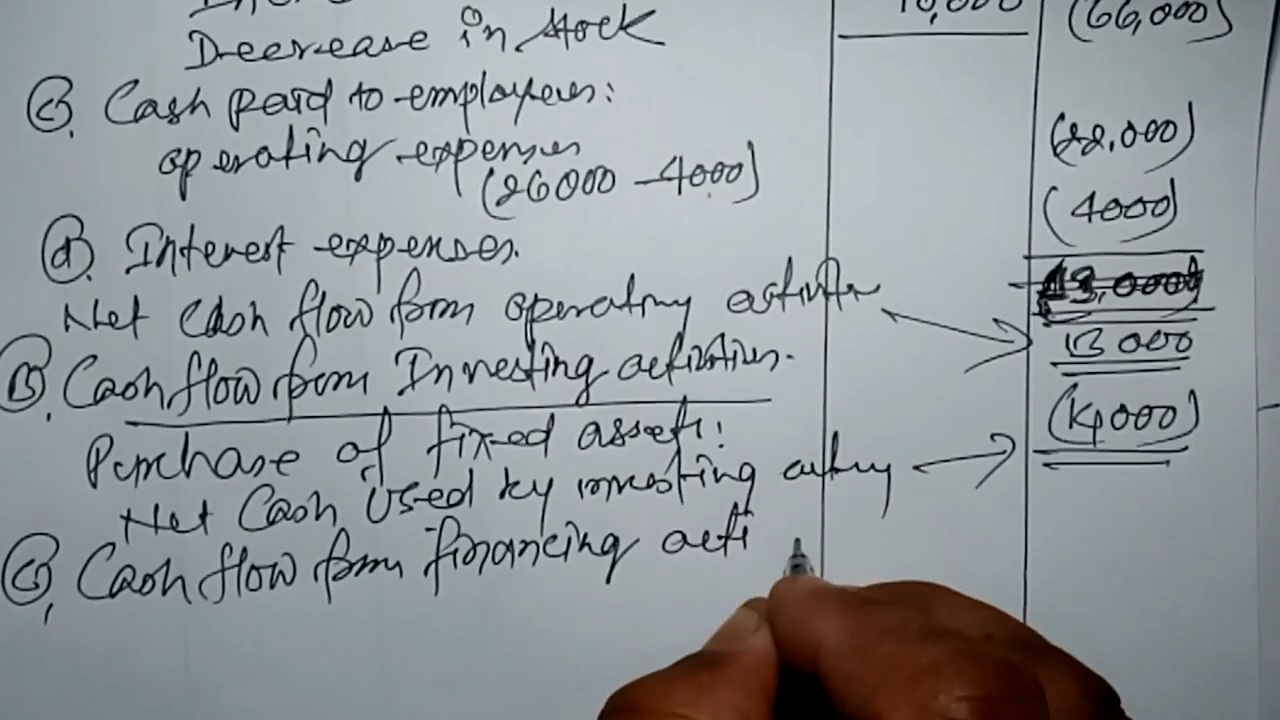 Decrease in stock 10,000 (66,000)
C. Cash paid to employees:
operating expenses (22,000)
(26000 - 4000)
d. Interest expenses. (4000)
Net Cash flow from operating activities 13000
B, Cash flow from Investing activities.
Purchase of fixed assets: (14,000)
Net Cash used by investing
C, Cash flow from financing acti